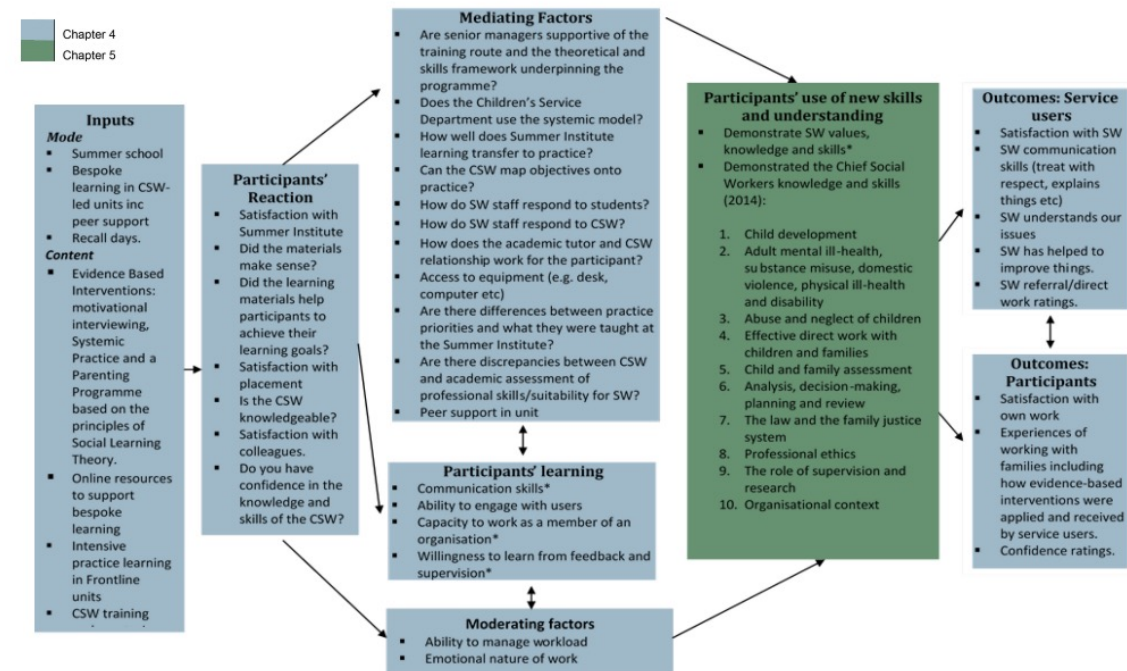 Chapter 4
Chapter 5
Inputs
Mode
▪ Summer school
▪ Bespoke
learning in CSW-
led units inc
peer support
▪ Recall days.
Content
▪ Evidence Based
Interventions:
motivational
interviewing,
Systemic
Practice and a
Parenting
Programme
based on the
principles of
Social Learning
Theory.
▪ Online resources
to support
bespoke
learning
▪ Intensive
practice learning
in Frontline
units
▪ CSW training
Participants'
Reaction
▪ Satisfaction with
Summer Institute
▪ Did the materials
make sense?
▪ Did the learning
materials help
participants to
achieve their
learning goals?
▪ Satisfaction with
placement
▪ Is the CSW
knowledgeable?
▪ Satisfaction with
colleagues.
▪ Do you have
confidence in the
knowledge and
skills of the CSW?
Mediating Factors
▪ Are senior managers supportive of the
training route and the theoretical and
skills framework underpinning the
programme?
▪ Does the Children's Service
Department use the systemic model?
▪ How well does Summer Institute
learning transfer to practice?
▪ Can the CSW map objectives onto
practice?
▪ How do SW staff respond to students?
▪ How do SW staff respond to CSW?
▪ How does the academic tutor and CSW
relationship work for the participant?
▪ Access to equipment (e.g. desk,
computer etc)
▪ Are there differences between practice
priorities and what they were taught at
the Summer Institute?
▪ Are there discrepancies between CSW
and academic assessment of
professional skills/suitability for SW?
▪ Peer support in unit
Participants' learning
▪ Communication skills*
▪ Ability to engage with users
▪ Capacity to work as a member of an
organisation*
▪ Willingness to learn from feedback and
supervision*
Moderating factors
▪ Ability to manage workload
▪ Emotional nature of work
Participants' use of new skills
and understanding
▪ Demonstrate SW values,
knowledge and skills*
▪ Demonstrated the Chief Social
Workers knowledge and skills
(2014):
1. Child development
2. Adult mental ill-health,
substance misuse, domestic
violence, physical ill-health
and disability
3. Abuse and neglect of children
4. Effective direct work with
children and families
5. Child and family assessment
6. Analysis, decision-making,
planning and review
7. The law and the family justice
system
8. Professional ethics
9. The role of supervision and
research
10. Organisational context
Outcomes: Service
users
▪ Satisfaction with SW
▪ SW communication
skills (treat with
respect, explains
things etc)
▪ SW understands our
issues
▪ SW has helped to
improve things.
▪ SW referral/direct
work ratings.
Outcomes:
Participants
▪ Satisfaction with
own work
▪ Experiences of
working with
families including
how evidence-based
interventions were
applied and received
by service users.
▪ Confidence ratings.